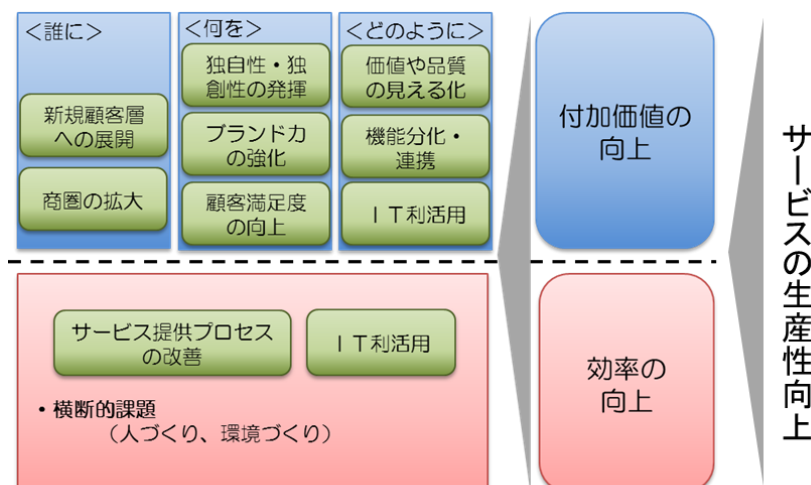 <誰に>
新規顧客層
への展開
商圏の拡大
<何を>
独自性・独
創性の発揮
ブランド力
の強化
顧客満足度
の向上
<どのように>
価値や品質
の見える化
機能分化・
連携
IT利活用
付加価値の
向上
サービス提供プロセス
の改善
IT利活用
・横断的課題
(人づくり、環境づくり)
効率の
向上
サービスの生産性向上